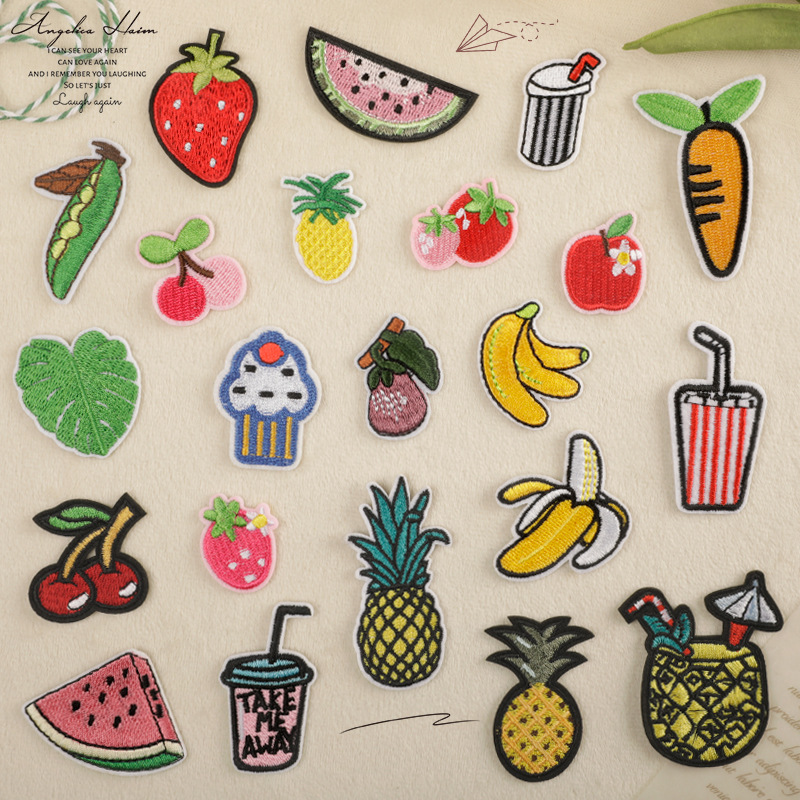 Angelica Haim
I CAN SEE YOUR HEART
CAN LOVE AGAIN
AND I REMEMBER YOU LAUGHING
SO LET'S JUST
Laugh again
TAKE
ME
AWAY